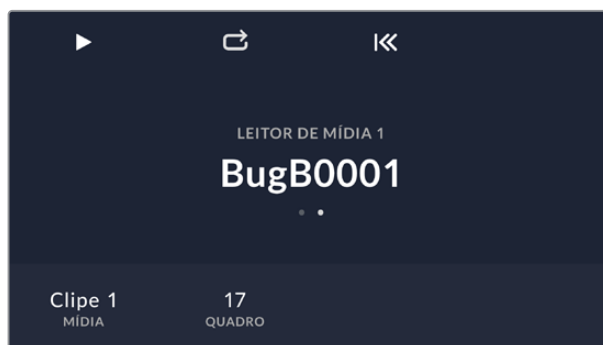 LEITOR DE MÍDIA 1
BugB0001
Clipe 1
MÍDIA
17
QUADRO